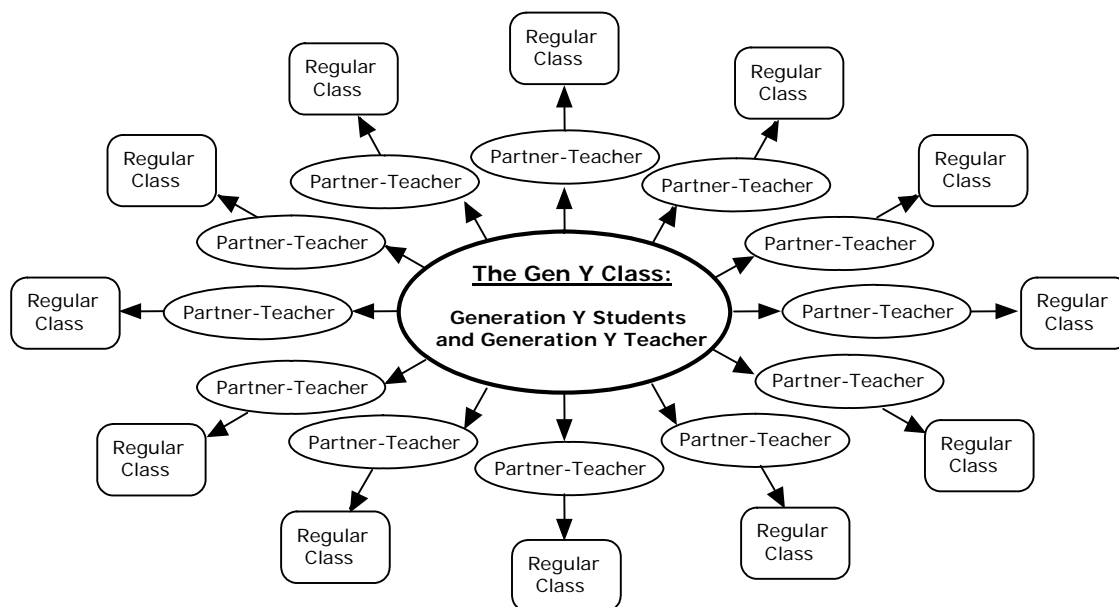 Regular
Class
Regular
Class
Regular
Class
Regular
Class
Regular
Class
Partner-Teacher
Partner-Teacher
Partner-Teacher
Partner-Teacher
Partner-Teacher
The Gen Y Class:
Generation Y Students
and Generation Y Teacher
Regular
Class
Partner-Teacher
Partner-Teacher
Regular
Class
Partner-Teacher
Partner-Teacher
Partner-Teacher
Partner-Teacher
Partner-Teacher
Regular
Class
Regular
Class
Regular
Class
Regular
Class
Regular
Class